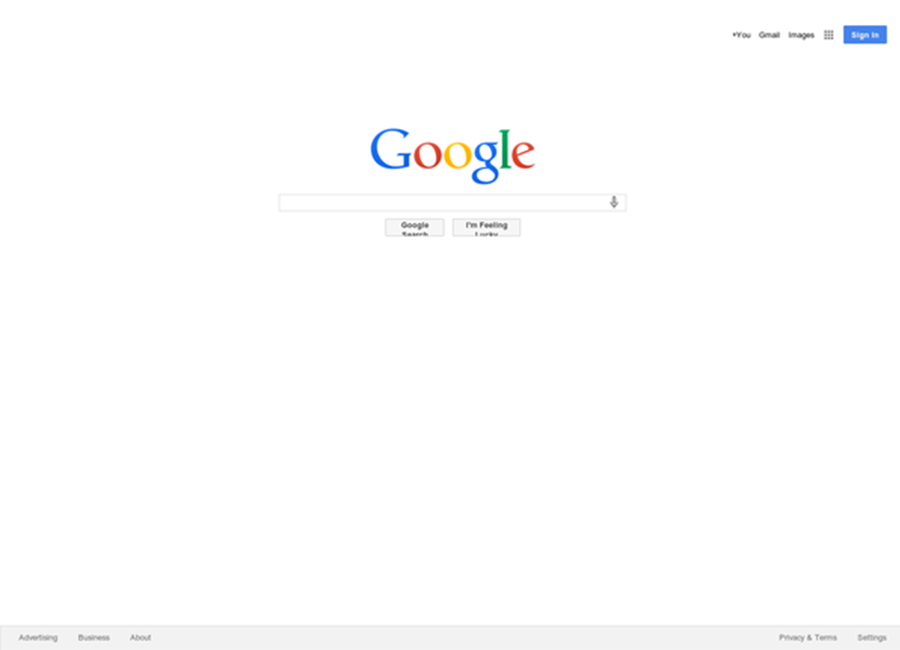 +You Gmail Images Sign in
Google
Google
Search
I'm Feeling
Lucky
Advertising Business About Privacy & Terms Settings